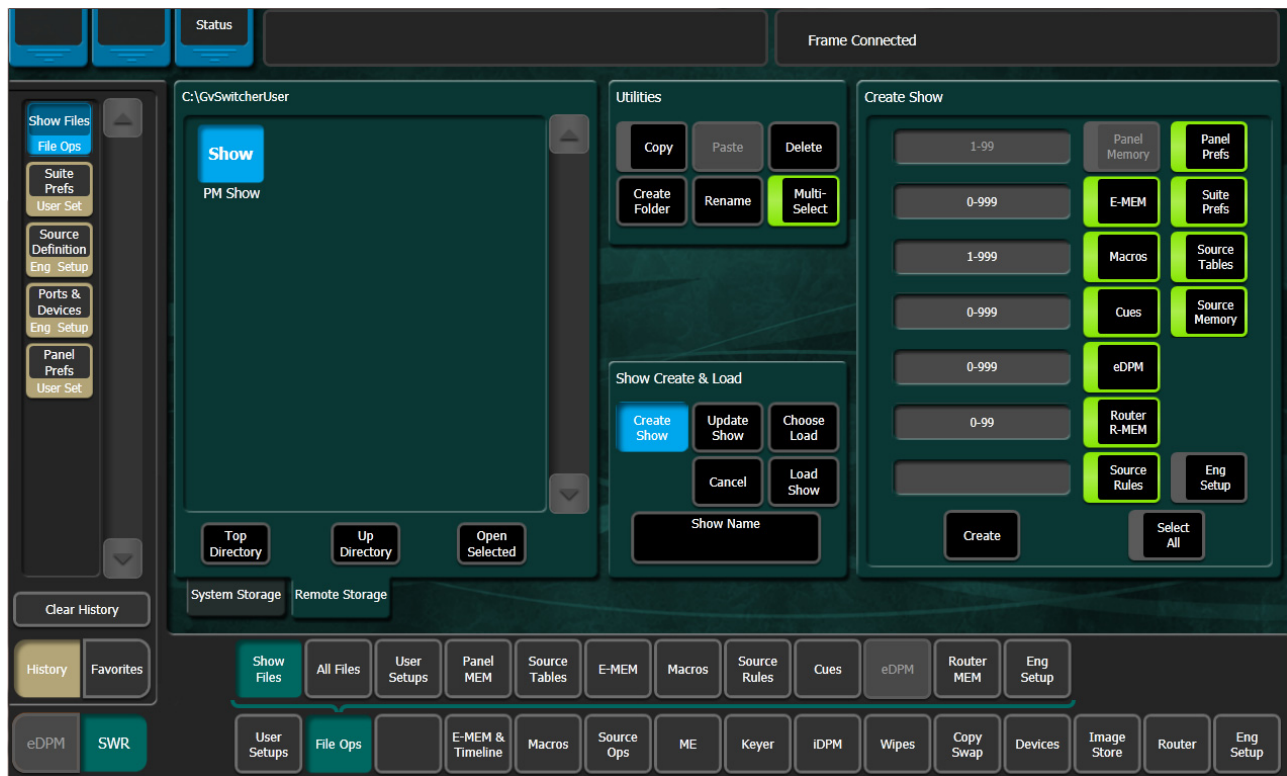 Status
Frame Connected
Show Files
File Ops
Suite
Prefs
User Set
Source
Definition
Eng Setup
Ports &
Devices
Eng Setup
Panel
Prefs
User Set
Clear History
History
Favorites
eDPM
SWR
C:\GvSwitcherUser
Show
PM Show
Top
Directory
Up
Directory
Open
Selected
System Storage
Remote Storage
Utilities
Copy
Paste
Delete
Create
Folder
Rename
Multi-
Select
Show Create & Load
Create
Show
Update
Show
Choose
Load
Cancel
Load
Show
Show Name
Create Show
1-99
Panel
Memory
Panel
Prefs
0-999
E-MEM
Suite
Prefs
1-999
Macros
Source
Tables
0-999
Cues
Source
Memory
0-999
eDPM
0-99
Router
R-MEM
Source
Rules
Eng
Setup
Create
Select
All
Show
Files
All Files
User
Setups
Panel
MEM
Source
Tables
E-MEM
Macros
Source
Rules
Cues
eDPM
Router
MEM
Eng
Setup
User
Setups
File Ops
E-MEM &
Timeline
Macros
Source
Ops
ME
Keyer
iDPM
Wipes
Copy
Swap
Devices
Image
Store
Router
Eng
Setup